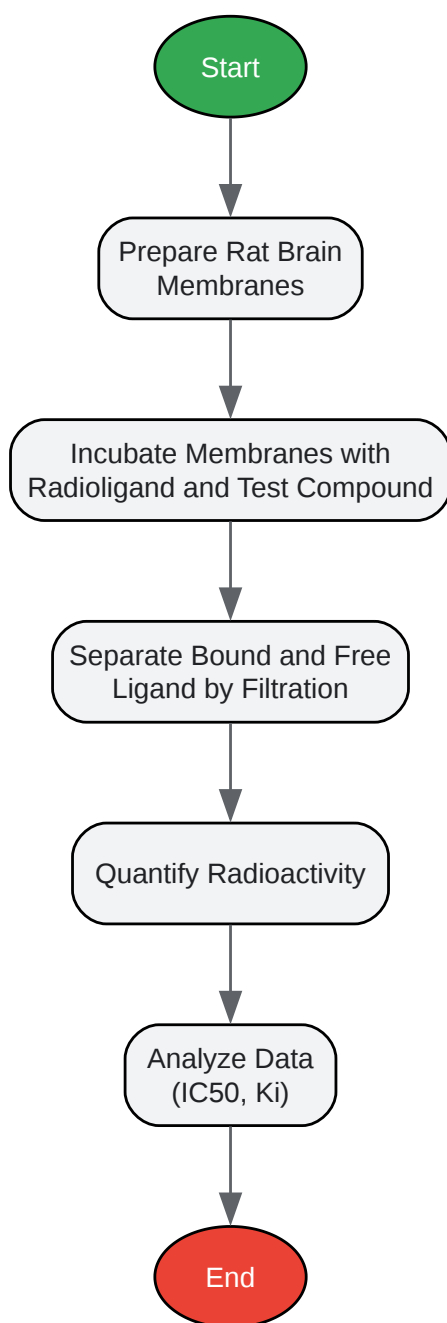 Start
Prepare Rat Brain
Membranes
Incubate Membranes with
Radioligand and Test Compound
Separate Bound and Free
Ligand by Filtration
Quantify Radioactivity
Analyze Data
(IC50, Ki)
End